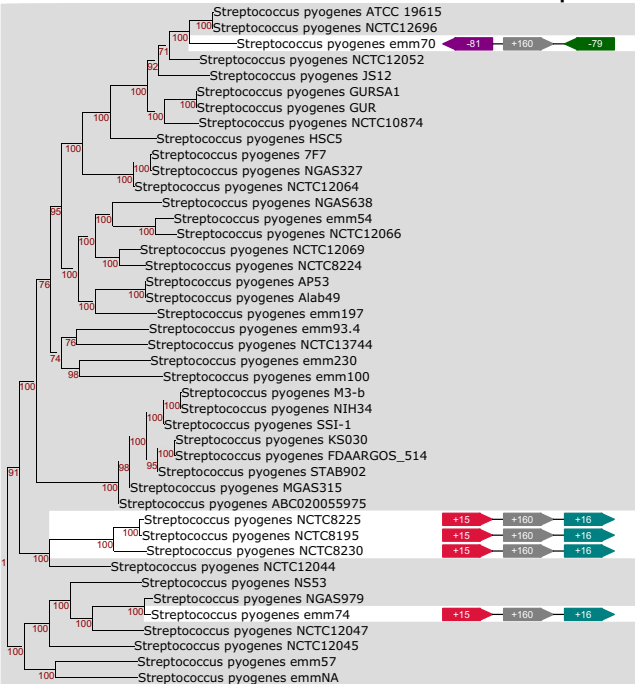 Streptococcus pyogenes ATCC 19615
100 Streptococcus pyogenes NCTC12696
100 Streptococcus pyogenes emm70 -81 +160 -79
71 Streptococcus pyogenes NCTC12052
92 Streptococcus pyogenes JS12
Streptococcus pyogenes GURSA1
100 100 Streptococcus pyogenes GUR
100 Streptococcus pyogenes NCTC10874
100 Streptococcus pyogenes HSC5
100 Streptococcus pyogenes 7F7
100 Streptococcus pyogenes NGAS327
100 Streptococcus pyogenes NCTC12064
Streptococcus pyogenes NGAS638
95 100 Streptococcus pyogenes emm54
100 Streptococcus pyogenes NCTC12066
100 Streptococcus pyogenes NCTC12069
100 100 Streptococcus pyogenes NCTC8224
76 Streptococcus pyogenes AP53
100 Streptococcus pyogenes Alab49
100 Streptococcus pyogenes emm197
Streptococcus pyogenes emm93.4
76 Streptococcus pyogenes NCTC13744
74 Streptococcus pyogenes emm230
98 Streptococcus pyogenes emm100
100 Streptococcus pyogenes M3-b
100 Streptococcus pyogenes NIH34
100 Streptococcus pyogenes SSI-1
100 Streptococcus pyogenes KS030
100 Streptococcus pyogenes FDAARGOS_514
91 98 95 Streptococcus pyogenes STAB902
100 Streptococcus pyogenes MGAS315
Streptococcus pyogenes ABC020055975
Streptococcus pyogenes NCTC8225 +15 +160 +16
100 Streptococcus pyogenes NCTC8195 +15 +160 +16
100 100 Streptococcus pyogenes NCTC8230 +15 +160 +16
1 Streptococcus pyogenes NCTC12044
Streptococcus pyogenes NS53
Streptococcus pyogenes NGAS979
100 100 Streptococcus pyogenes emm74 +15 +160 +16
100 Streptococcus pyogenes NCTC12047
100 Streptococcus pyogenes NCTC12045
Streptococcus pyogenes emm57
100 Streptococcus pyogenes emmNA